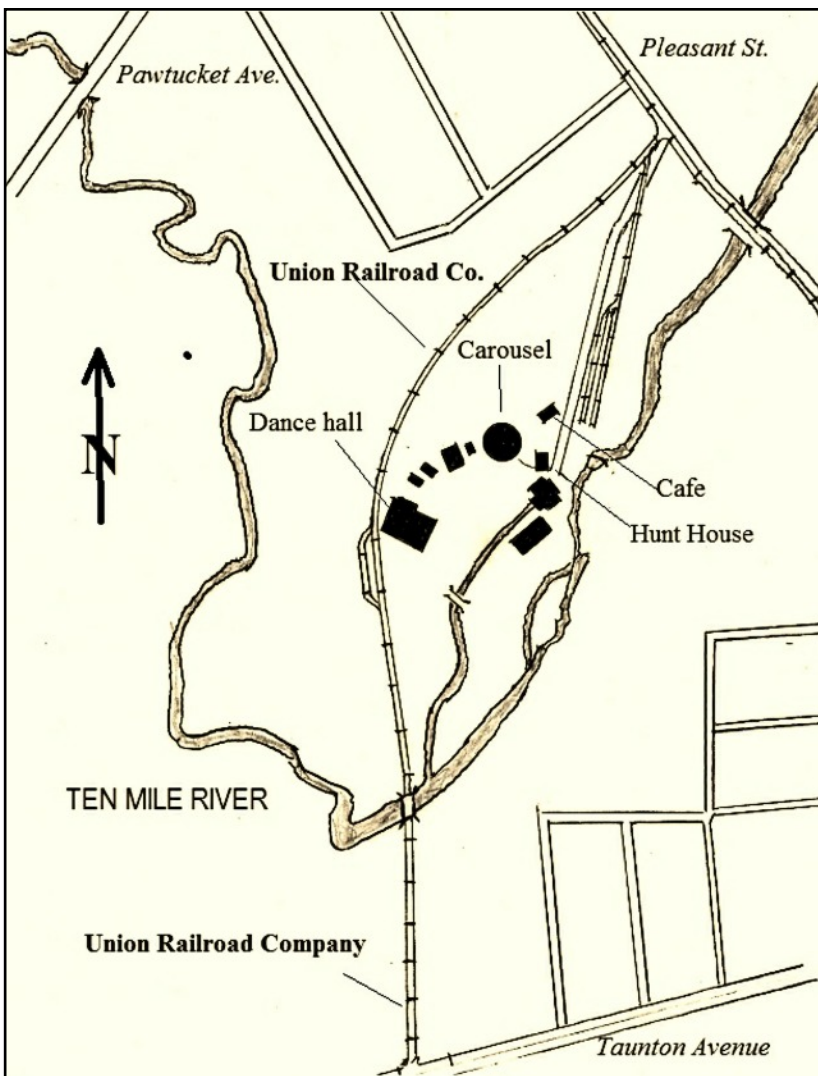 Pleasant St.
Pawtucket Ave.
Union Railroad Co.
Carousel
Dance hall
N
Cafe
Hunt House
TEN MILE RIVER
Union Railroad Company
Taunton Avenue